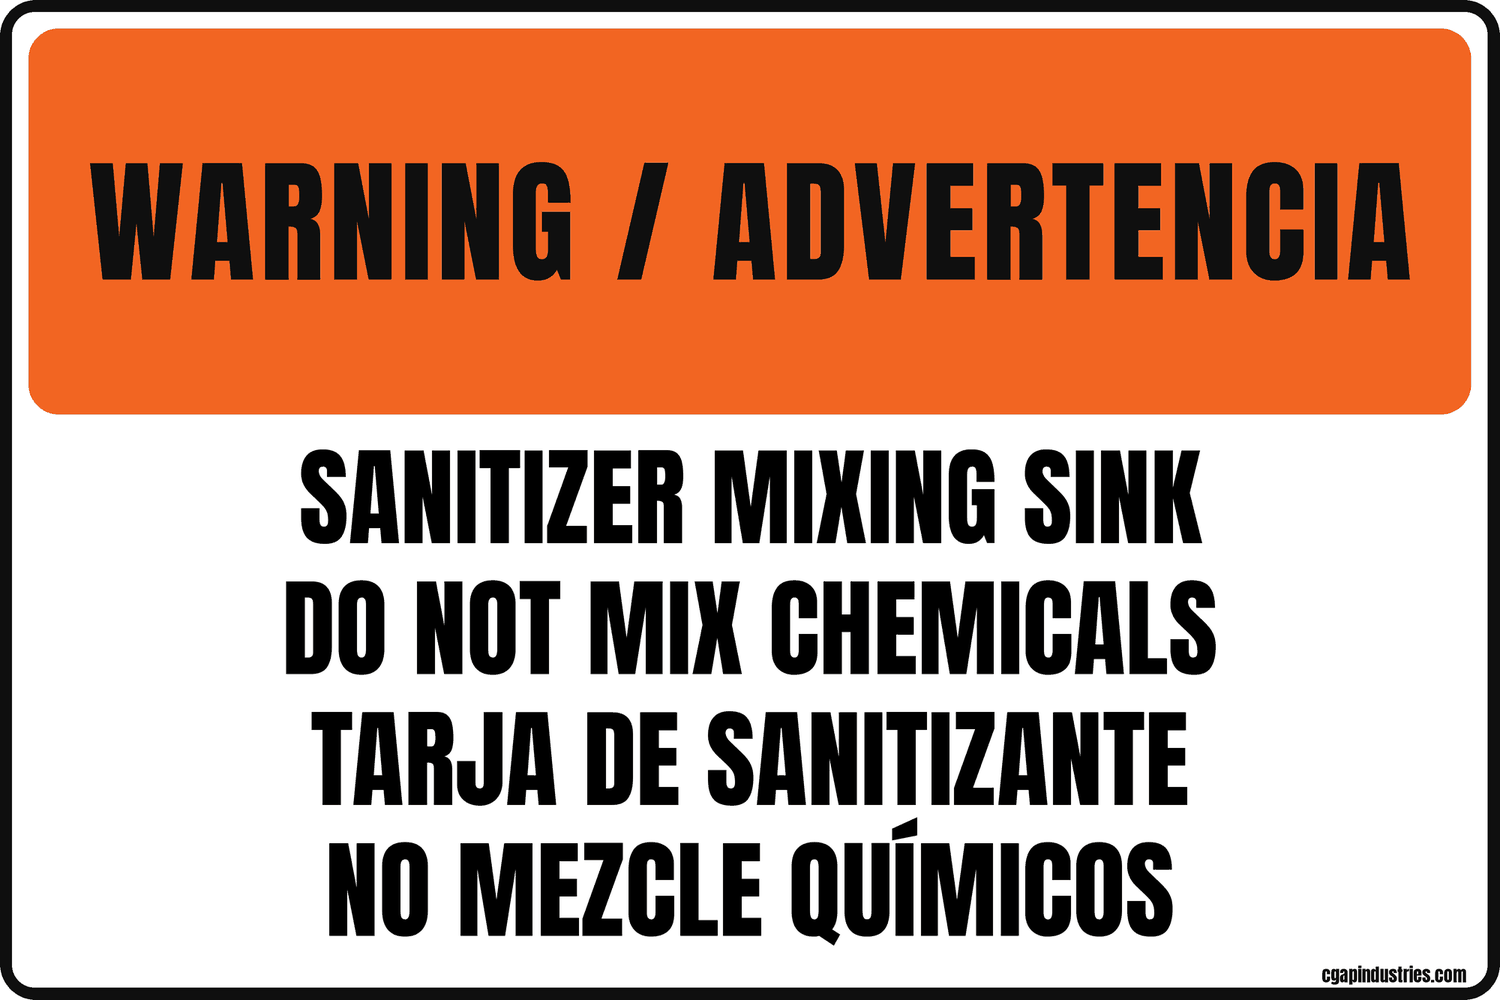 WARNING / ADVERTENCIA
SANITIZER MIXING SINK
DO NOT MIX CHEMICALS
TARJA DE SANITIZANTE
NO MEZCLE QUÍMICOS
cgapindustries.com